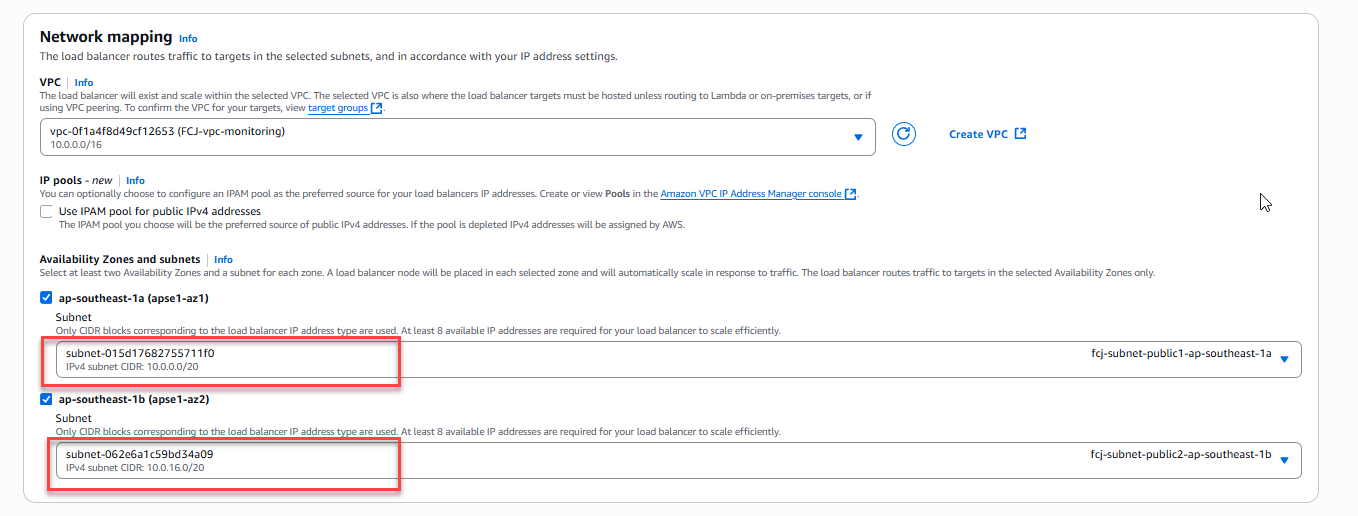 Network mapping Info
The load balancer routes traffic to targets in the selected subnets, and in accordance with your IP address settings.
VPC | Info
The load balancer will exist and scale within the selected VPC. The selected VPC is also where the load balancer targets must be hosted unless routing to Lambda or on-premises targets, or if
using VPC peering. To confirm the VPC for your targets, view target groups.
vpc-0f1a4f8d49cf12653 (FCJ-vpc-monitoring)
10.0.0.0/16
Create VPC
IP pools - new | Info
You can optionally choose to configure an IPAM pool as the preferred source for your load balancers IP addresses. Create or view Pools in the Amazon VPC IP Address Manager console.
Use IPAM pool for public IPv4 addresses
The IPAM pool you choose will be the preferred source of public IPv4 addresses. If the pool is depleted IPv4 addresses will be assigned by AWS.
Availability Zones and subnets | Info
Select at least two Availability Zones and a subnet for each zone. A load balancer node will be placed in each selected zone and will automatically scale in response to traffic. The load balancer routes traffic to targets in the selected Availability Zones only.
ap-southeast-1a (apse1-az1)
Subnet
Only CIDR blocks corresponding to the load balancer IP address type are used. At least 8 available IP addresses are required for your load balancer to scale efficiently.
subnet-015d17682755711f0 fcj-subnet-public1-ap-southeast-1a
IPv4 subnet CIDR: 10.0.0.0/20
ap-southeast-1b (apse1-az2)
Subnet
Only CIDR blocks corresponding to the load balancer IP address type are used. At least 8 available IP addresses are required for your load balancer to scale efficiently.
subnet-062e6a1c59bd34a09 fcj-subnet-public2-ap-southeast-1b
IPv4 subnet CIDR: 10.0.16.0/20